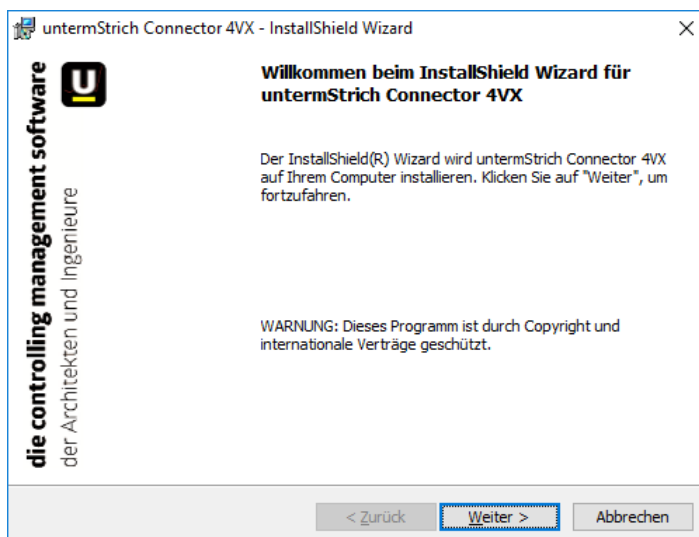 untermStrich Connector 4VX - InstallShield Wizard
die controlling management software
der Architekten und Ingenieure
U
Willkommen beim InstallShield Wizard für
untermStrich Connector 4VX
Der InstallShield(R) Wizard wird untermStrich Connector 4VX
auf Ihrem Computer installieren. Klicken Sie auf "Weiter", um
fortzufahren.
WARNUNG: Dieses Programm ist durch Copyright und
internationale Verträge geschützt.
< Zurück
Weiter >
Abbrechen